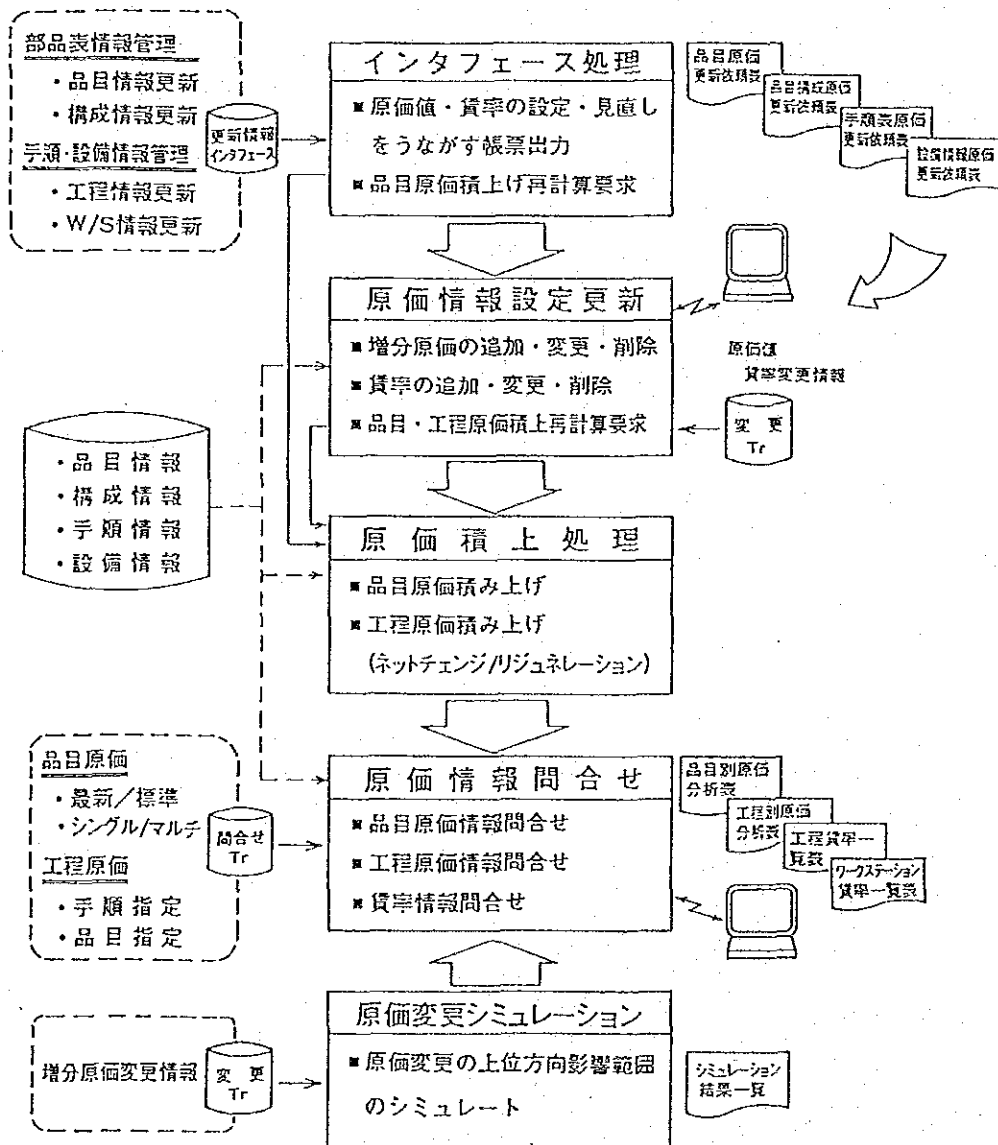 部品表情報管理
・品目情報更新
・構成情報更新
手順・設備情報管理
・工程情報更新
・W/S情報更新
更新情報
インタフェース
インタフェース処理
■原価値・賃率の設定・見直し
をうながす帳票出力
■品目原価積上げ再計算要求
品目原価
更新依頼表
品目構成原価
更新依頼表
手順表原価
更新依頼表
設備情報原価
更新依頼表
原価情報設定更新
■増分原価の追加・変更・削除
■賃率の追加・変更・削除
■品目・工程原価積上再計算要求
原価値
賃率変更情報
変更
Tr
・品目情報
・構成情報
・手順情報
・設備情報
原価積上処理
■品目原価積み上げ
■工程原価積み上げ
(ネットチェンジ/リジュネレーション)
品目原価
・最新/標準
・シングル/マルチ
工程原価
・手順指定
・品目指定
問合せ
Tr
原価情報問合せ
■品目原価情報問合せ
■工程原価情報問合せ
■賃率情報問合せ
品目別原価
分析表
工程別原価
分析表
工程賃率一
覧表
ワークステーション
賃率一覧表
増分原価変更情報
変更
Tr
原価変更シミュレーション
■原価変更の上位方向影響範囲
のシミュレート
シミュレーション
結果一覧